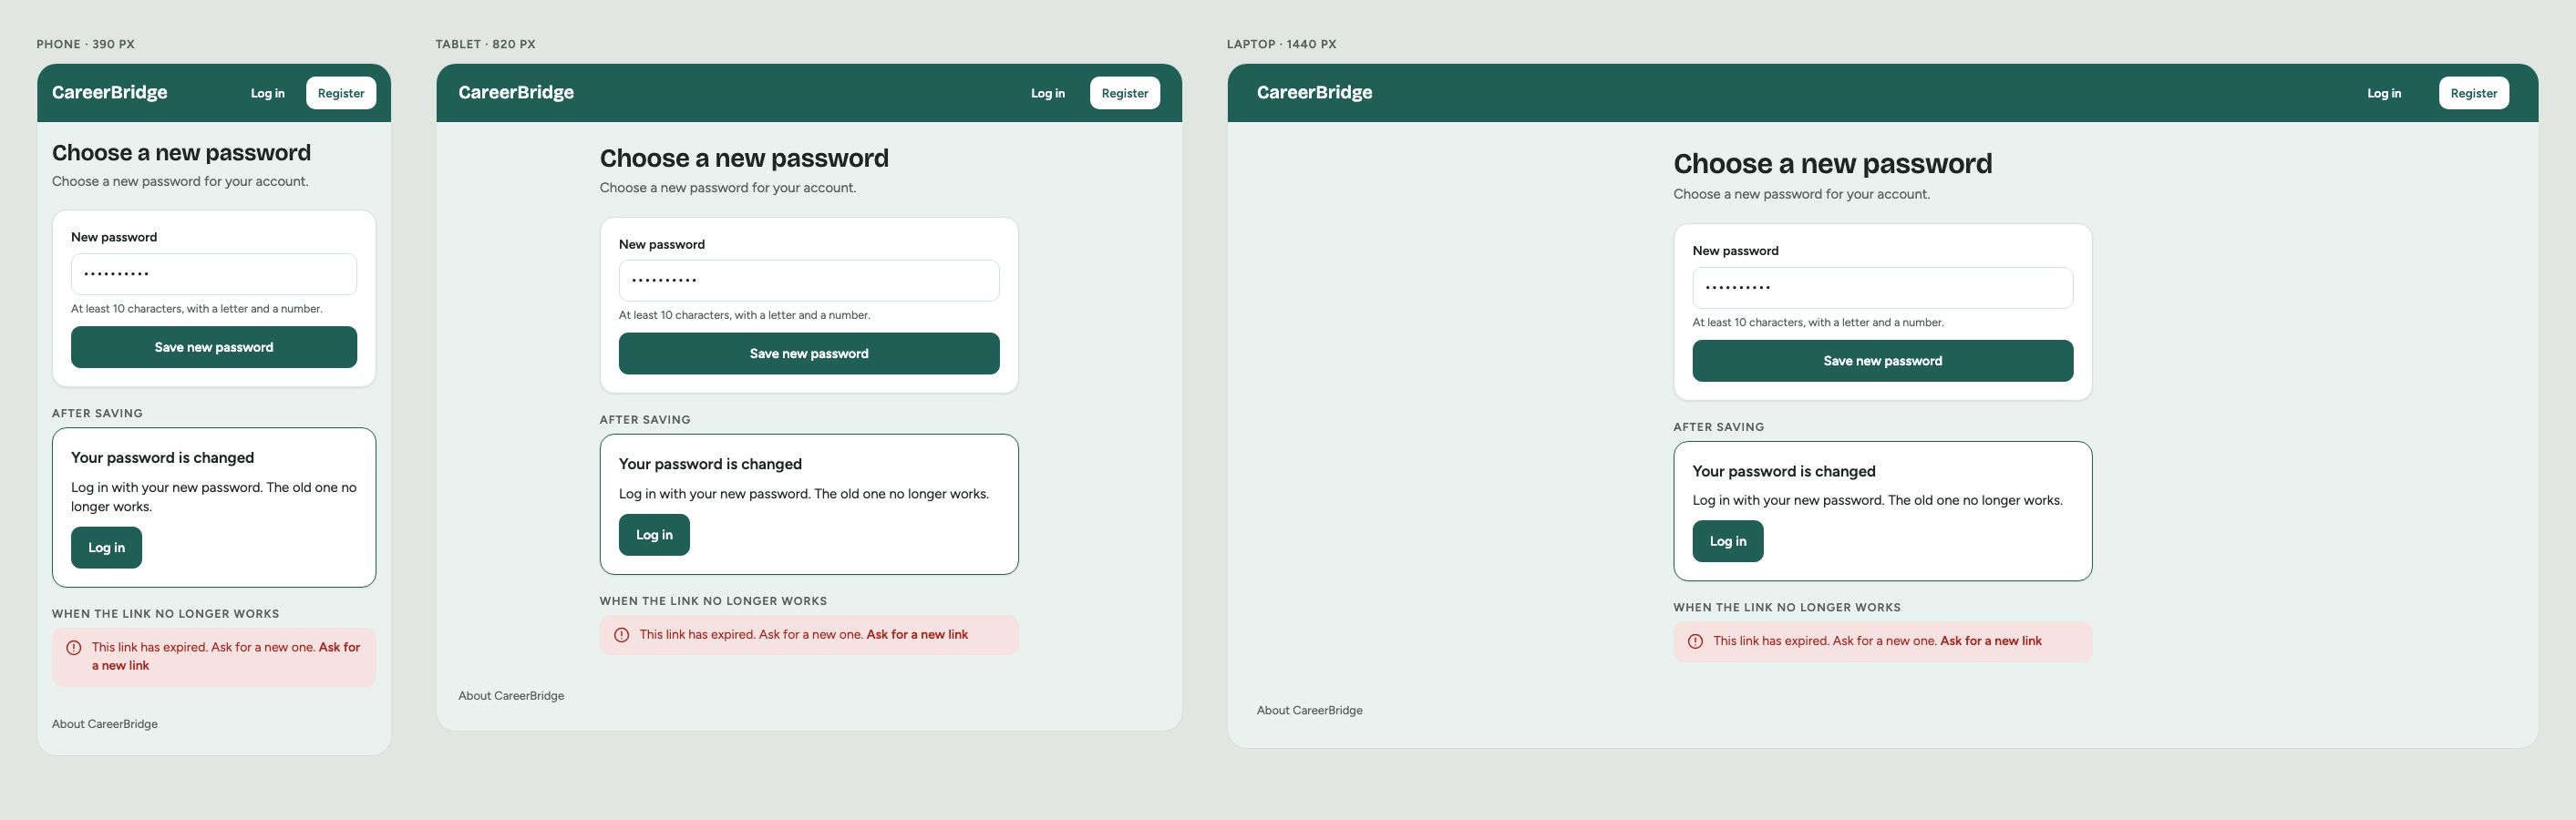 PHONE · 390 PX
CareerBridge
Log in
Register
Choose a new password
Choose a new password for your account.
New password
••••••••••
At least 10 characters, with a letter and a number.
Save new password
AFTER SAVING
Your password is changed
Log in with your new password. The old one no
longer works.
Log in
WHEN THE LINK NO LONGER WORKS
This link has expired. Ask for a new one. Ask for
a new link
About CareerBridge
TABLET · 820 PX
CareerBridge
Log in
Register
Choose a new password
Choose a new password for your account.
New password
••••••••••
At least 10 characters, with a letter and a number.
Save new password
AFTER SAVING
Your password is changed
Log in with your new password. The old one no longer works.
Log in
WHEN THE LINK NO LONGER WORKS
This link has expired. Ask for a new one. Ask for a new link
About CareerBridge
LAPTOP · 1440 PX
CareerBridge
Log in
Register
Choose a new password
Choose a new password for your account.
New password
••••••••••
At least 10 characters, with a letter and a number.
Save new password
AFTER SAVING
Your password is changed
Log in with your new password. The old one no longer works.
Log in
WHEN THE LINK NO LONGER WORKS
This link has expired. Ask for a new one. Ask for a new link
About CareerBridge